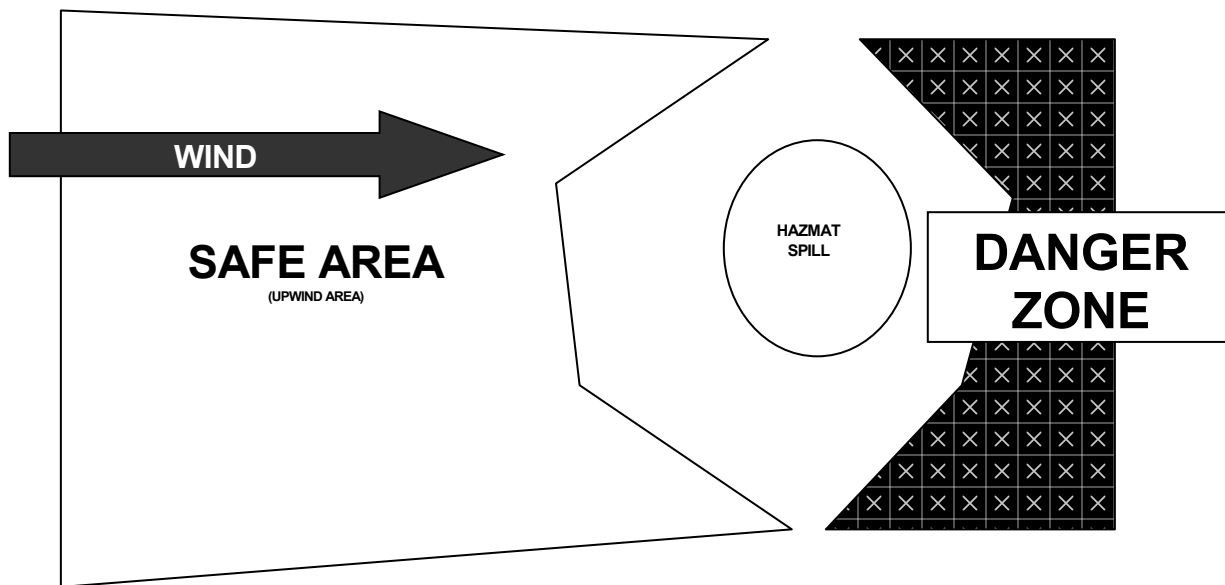 WIND
SAFE AREA
(UPWIND AREA)
HAZMAT
SPILL
DANGER
ZONE